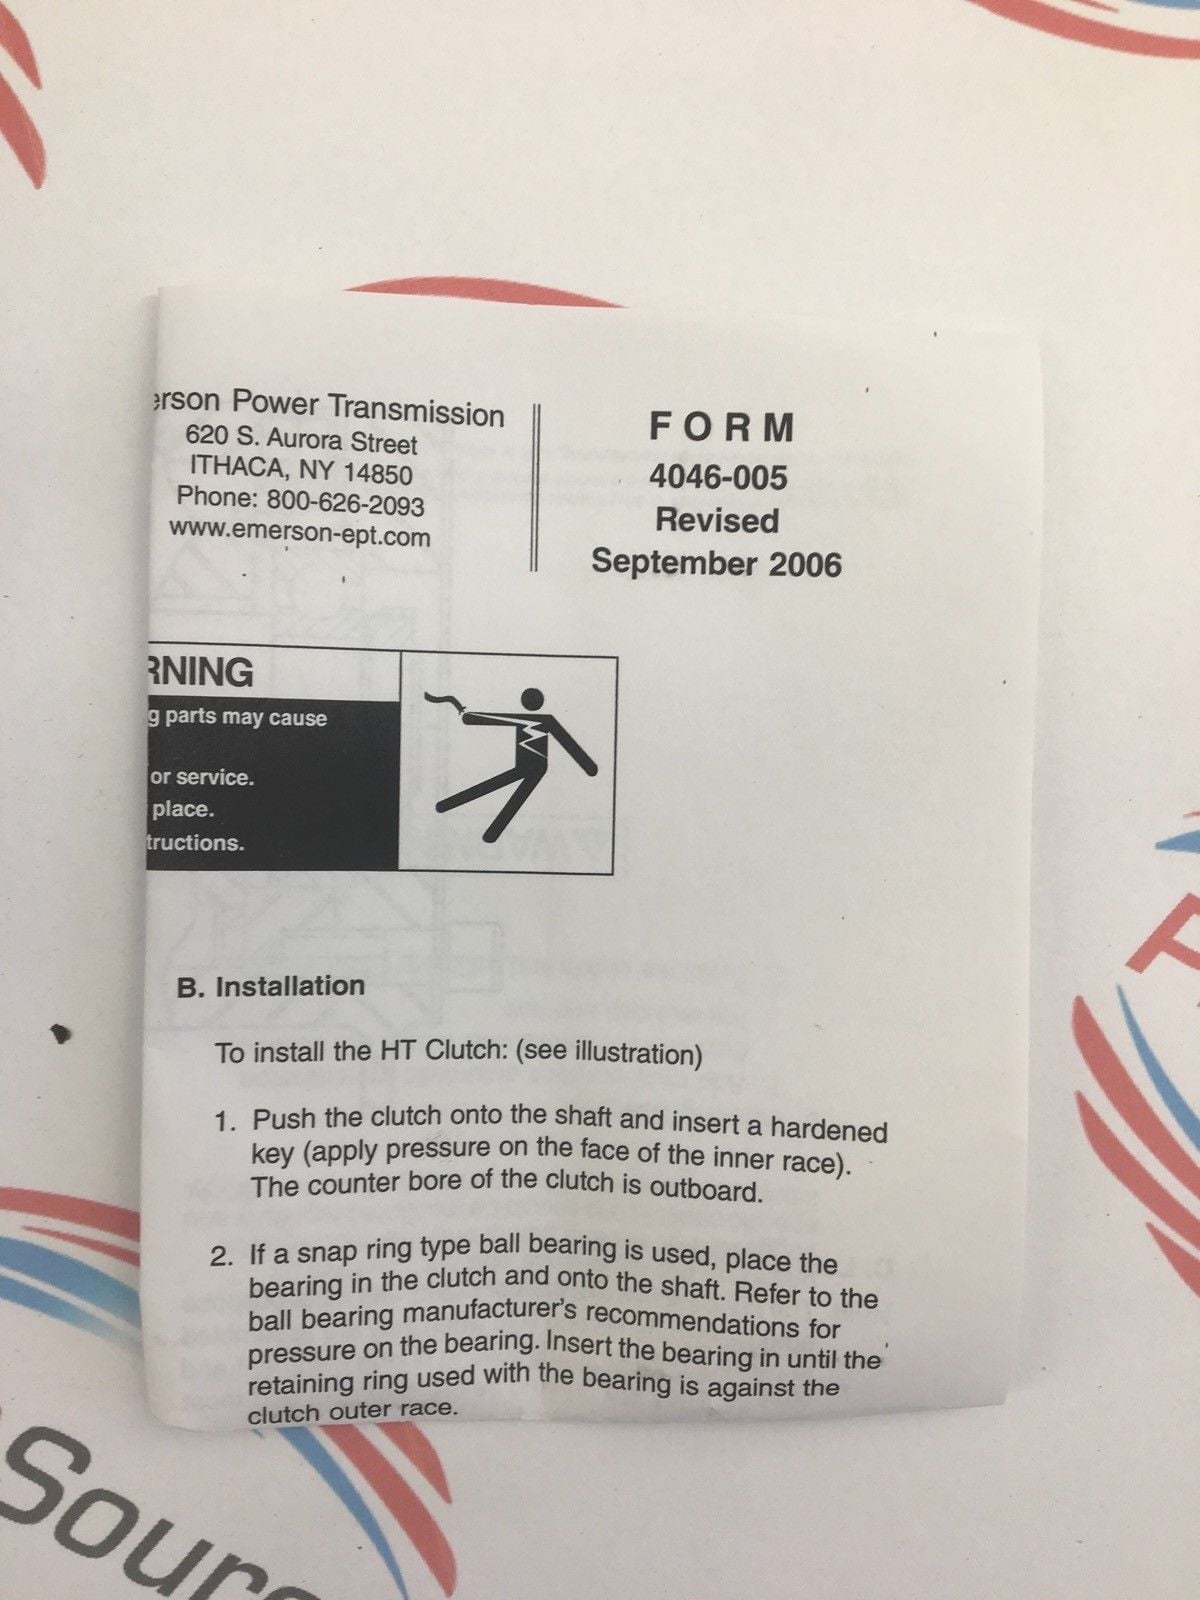 erson Power Transmission
620 S. Aurora Street
ITHACA, NY 14850
Phone: 800-626-2093
www.emerson-ept.com
FORM
4046-005
Revised
September 2006
RNING
g parts may cause
or service.
place.
tructions.
B. Installation
To install the HT Clutch: (see illustration)
1. Push the clutch onto the shaft and insert a hardened
key (apply pressure on the face of the inner race).
The counter bore of the clutch is outboard.
2. If a snap ring type ball bearing is used, place the
bearing in the clutch and onto the shaft. Refer to the
ball bearing manufacturer's recommendations for
pressure on the bearing. Insert the bearing in until the
retaining ring used with the bearing is against the
clutch outer race.
Sourc